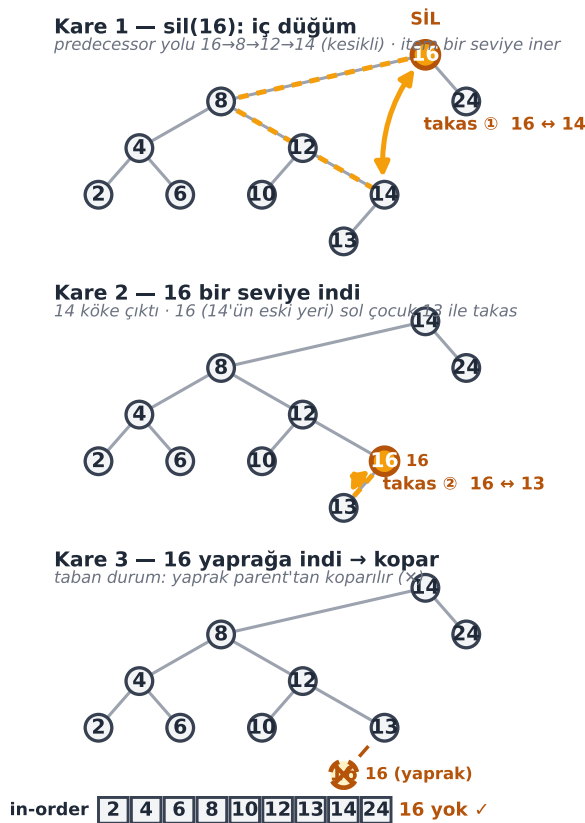 SİL
Kare 1 — sil(16): iç düğüm
predecessor yolu 16→8→12→14 (kesikli) · item bir seviye iner
16
8
24
takas ① 16 ↔ 14
4
12
2
6
10
14
13
Kare 2 — 16 bir seviye indi
14 köke çıktı · 16 (14'ün eski yeri) sol çocuk 13 ile takas
14
8
24
4
12
2
6
10
16
16
takas ② 16 ↔ 13
13
Kare 3 — 16 yaprağa indi → kopar
taban durum: yaprak parent'tan koparılır (×)
14
8
24
4
12
2
6
10
13
16
16 (yaprak)
in-order 2 4 6 8 10 12 13 14 24 16 yok ✓